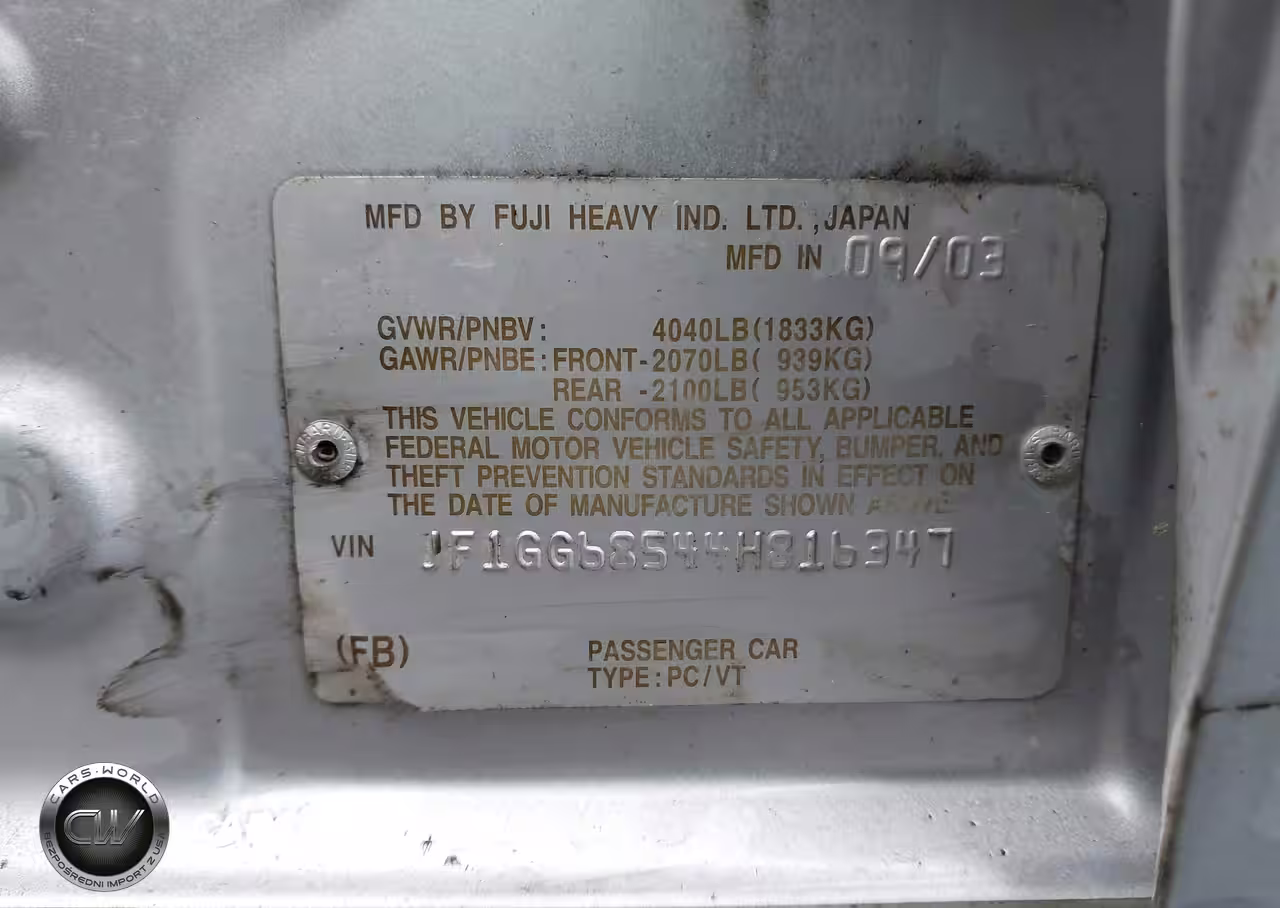 MFD BY FUJI HEAVY IND. LTD. ,JAPAN
MFD IN 09/03
GVWR/PNBV: 4040LB(1833KG)
GAWR/PNBE: FRONT-2070LB( 939KG)
REAR -2100LB( 953KG)
THIS VEHICLE CONFORMS TO ALL APPLICABLE
FEDERAL MOTOR VEHICLE SAFETY, BUMPER, AND
THEFT PREVENTION STANDARDS IN EFFECT ON
THE DATE OF MANUFACTURE SHOWN
VIN JF1GG68544H816347
(FB) PASSENGER CAR
TYPE: PC/VT
CARS·WORLD
CW
BEZPOŚREDNI IMPORT Z USA